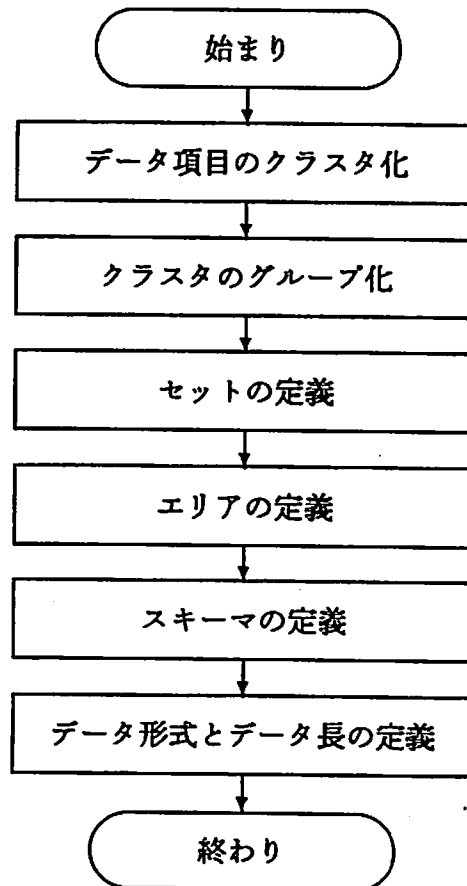 始まり
データ項目のクラスタ化
クラスタのグループ化
セットの定義
エリアの定義
スキーマの定義
データ形式とデータ長の定義
終わり